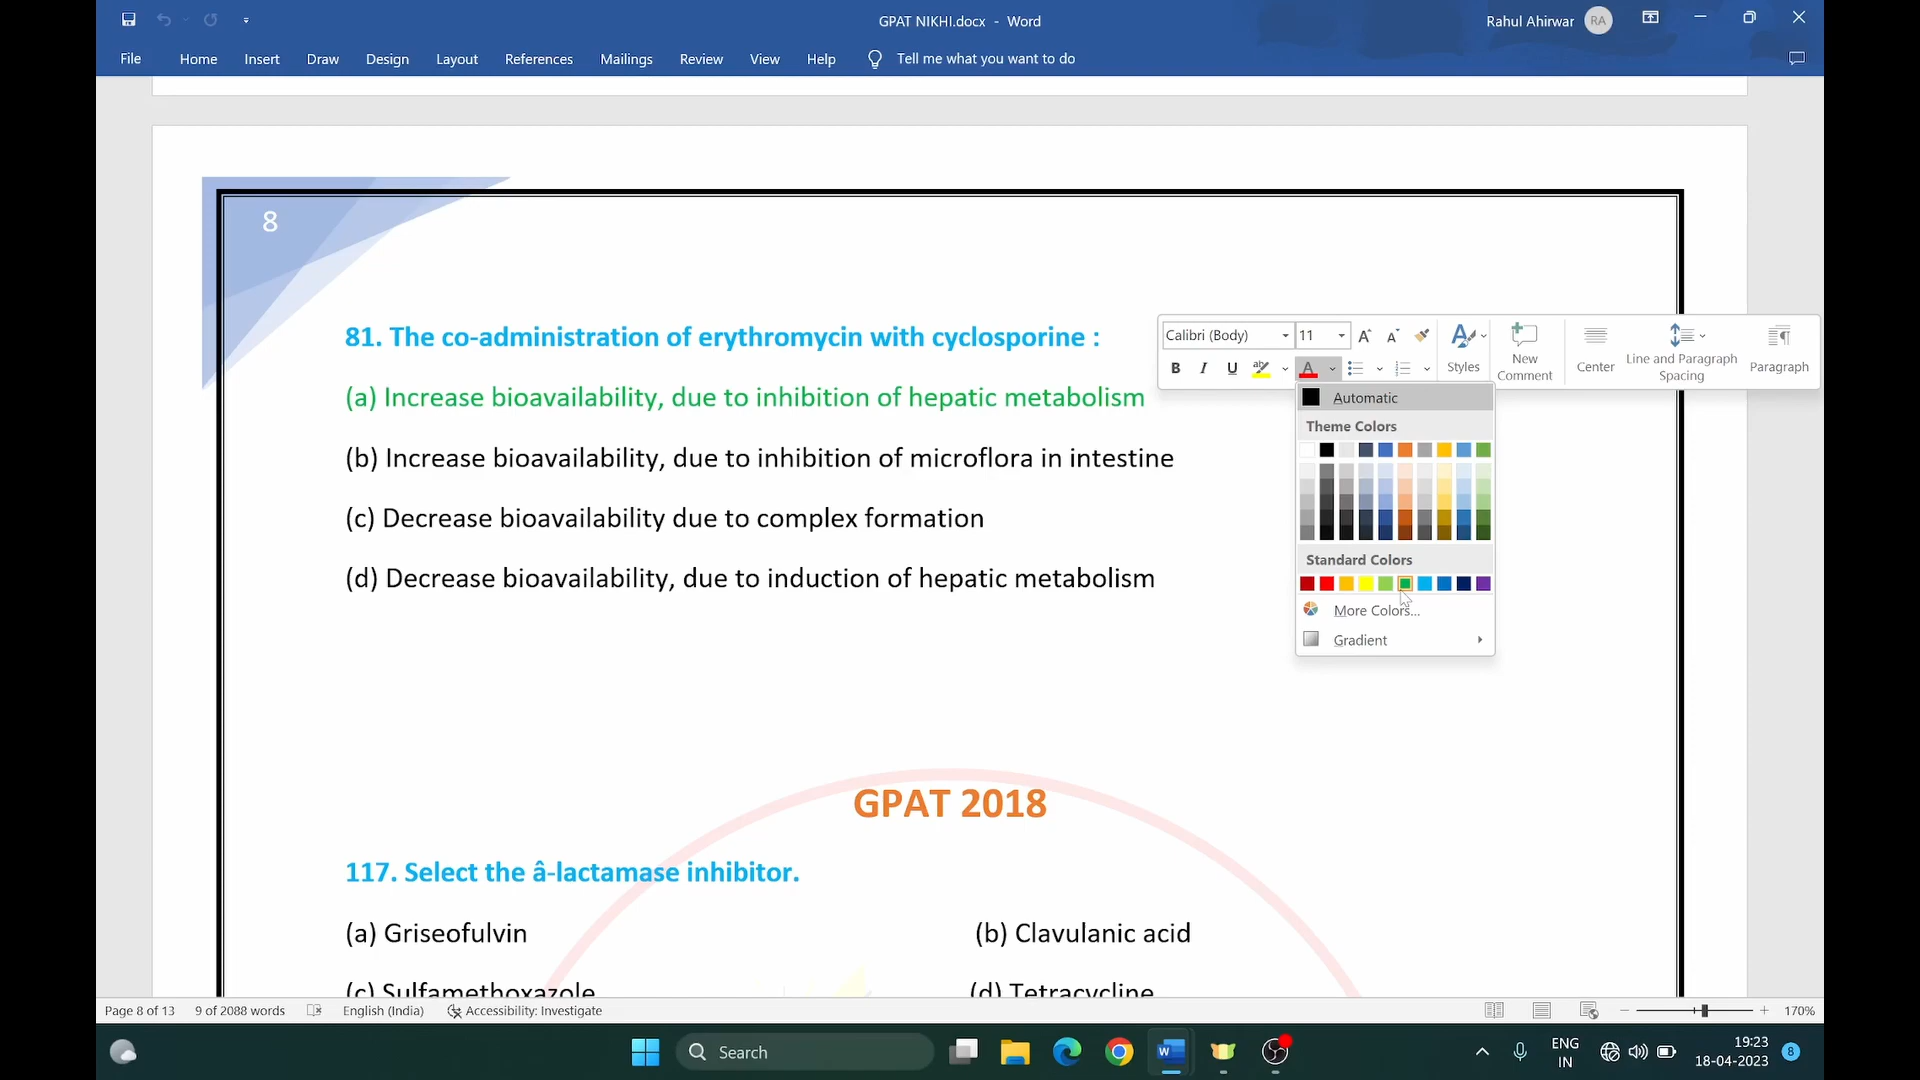 GPAT NIKHI.docx - Word
Rahul Ahirwar RA
File Home Insert Draw Design Layout References Mailings Review View Help Tell me what you want to do
8
81. The co-administration of erythromycin with cyclosporine :
(a) Increase bioavailability, due to inhibition of hepatic metabolism
(b) Increase bioavailability, due to inhibition of microflora in intestine
(c) Decrease bioavailability due to complex formation
(d) Decrease bioavailability, due to induction of hepatic metabolism
Calibri (Body) 11
B I U
Styles
New Comment
Center
Line and Paragraph Spacing
Paragraph
Automatic
Theme Colors
Standard Colors
More Colors...
Gradient
GPAT 2018
117. Select the â-lactamase inhibitor.
(a) Griseofulvin (b) Clavulanic acid
(c) Sulfamethoxazole (d) Tetracycline
Page 8 of 13 9 of 2088 words English (India) Accessibility: Investigate 170%
Search
ENG IN
19:23
18-04-2023
8